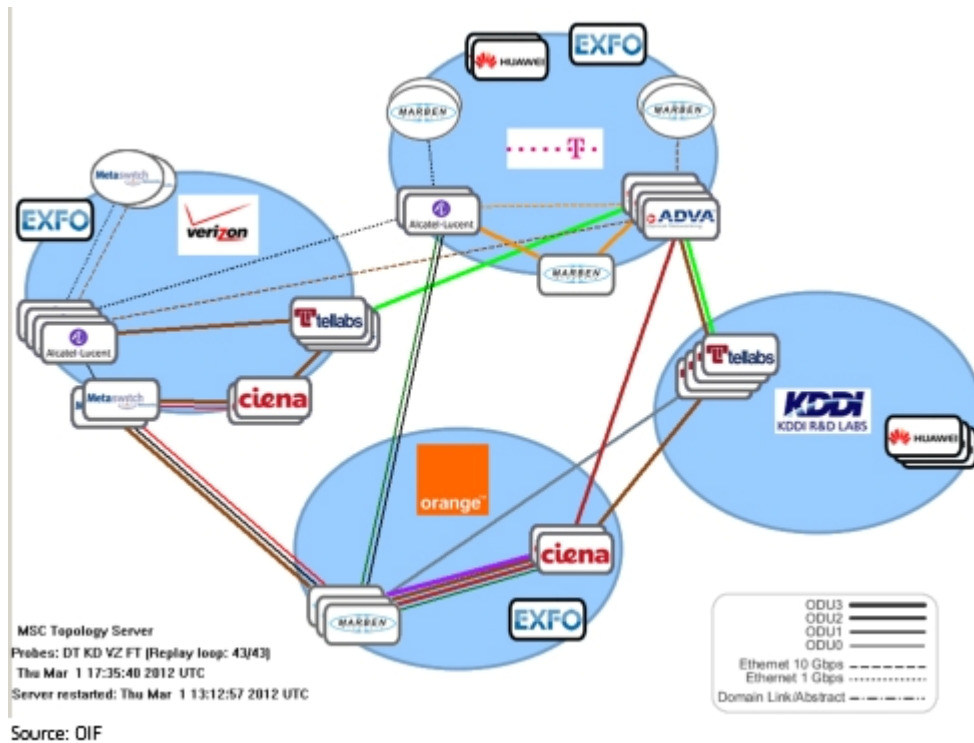 HUAWEI
EXFO
MARBEN
MARBEN
T
Metaswitch
EXFO
verizon
Alcatel-Lucent
ADVA
MARBEN
tellabs
Alcatel-Lucent
tellabs
Metaswitch
ciena
KDDI
KDDI R&D LABS
HUAWEI
orange™
ciena
MARBEN
EXFO
ODU3
ODU2
ODU1
ODU0
Ethernet 10 Gbps
Ethernet 1 Gbps
Domain Link/Abstract
MSC Topology Server
Probes: DT KD VZ FT (Replay loop: 43/43)
Thu Mar 1 17:35:40 2012 UTC
Server restarted: Thu Mar 1 13:12:57 2012 UTC
Source: OIF